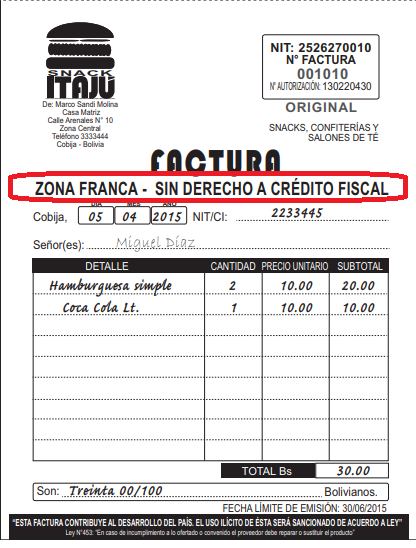 SNACK
ITAJÚ
De: Marco Sandi Molina
Casa Matriz
Calle Arenales N° 10
Zona Central
Teléfono 3333444
Cobija - Bolivia
NIT: 2526270010
N° FACTURA
001010
N° AUTORIZACIÓN: 130220430
ORIGINAL
SNACKS, CONFITERÍAS Y
SALONES DE TÉ
FACTURA
ZONA FRANCA - SIN DERECHO A CRÉDITO FISCAL
DÍA MES AÑO
Cobija, 05 04 2015 NIT/CI: 2233445
Señor(es): Miguel Díaz
DETALLE CANTIDAD PRECIO UNITARIO SUBTOTAL
Hamburguesa simple 2 10.00 20.00
Coca Cola Lt. 1 10.00 10.00
TOTAL Bs 30.00
Son: Treinta 00/100 Bolivianos.
FECHA LÍMITE DE EMISIÓN: 30/06/2015
"ESTA FACTURA CONTRIBUYE AL DESARROLLO DEL PAÍS. EL USO ILÍCITO DE ÉSTA SERÁ SANCIONADO DE ACUERDO A LEY"
Ley N°453: "En caso de incumplimiento a lo ofertado o convenido el proveedor debe reparar o sustituir el producto"